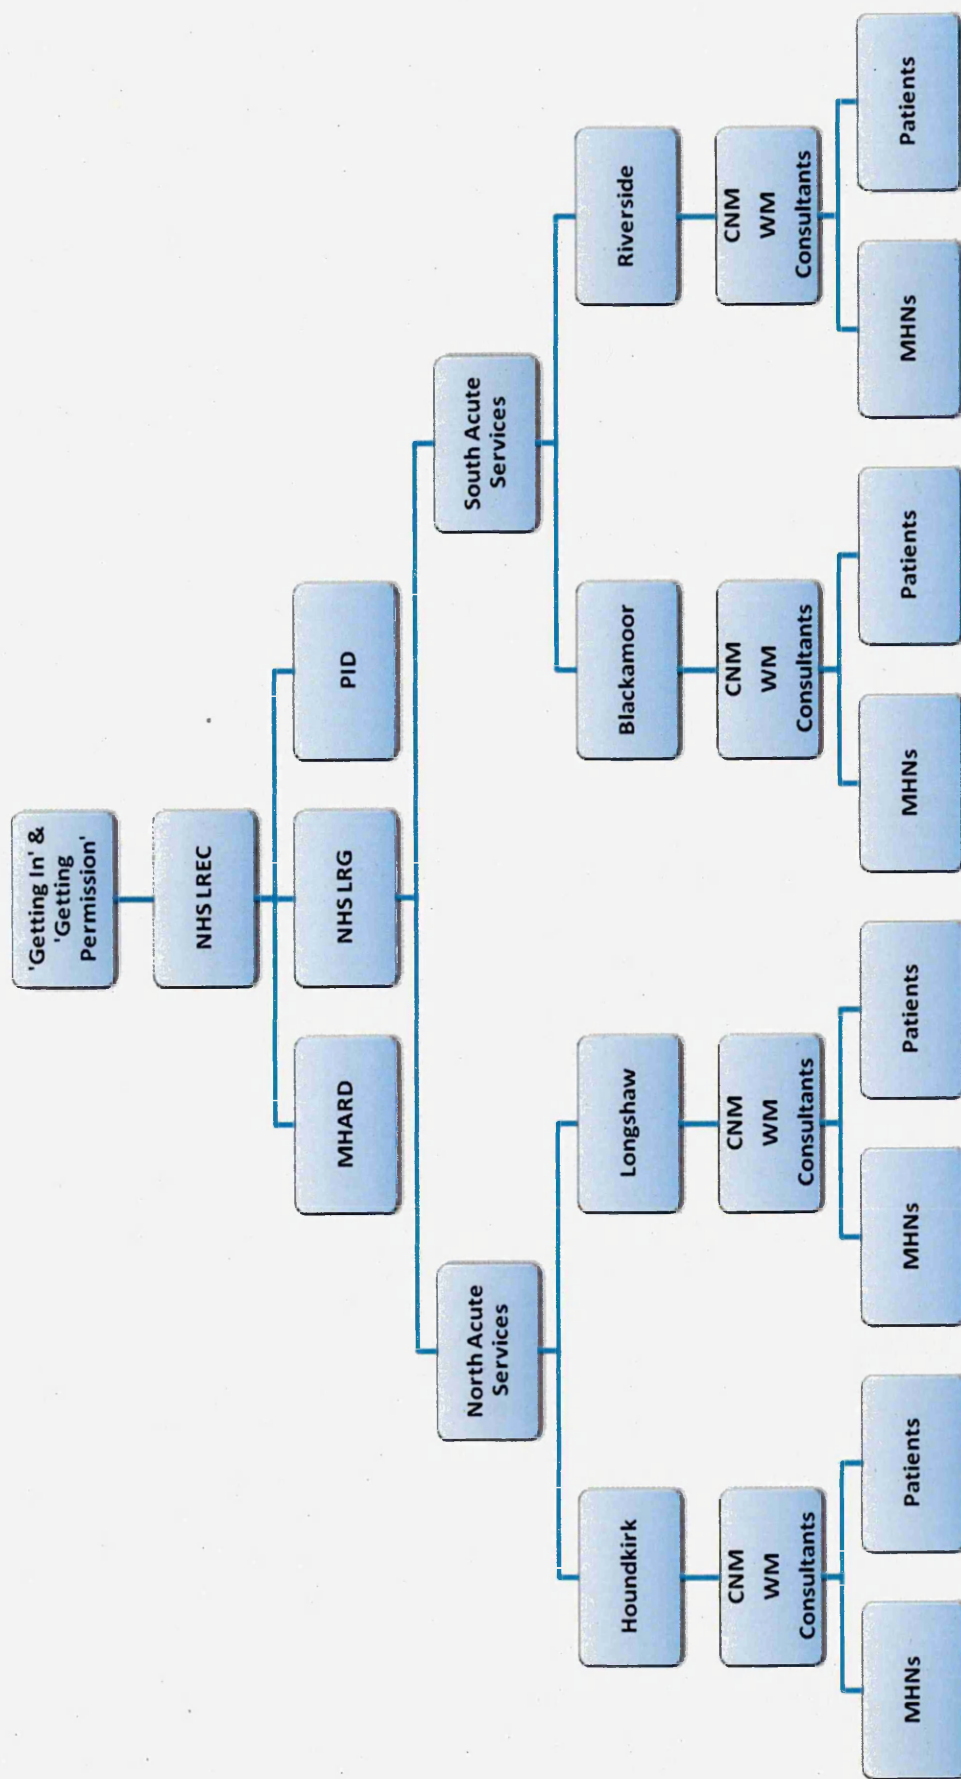 'Getting In' &
'Getting
Permission'
NHS LREC
MHARD
NHS LRG
PID
North Acute
Services
South Acute
Services
Houndkirk
Longshaw
Blackamoor
Riverside
CNM
WM
Consultants
CNM
WM
Consultants
CNM
WM
Consultants
CNM
WM
Consultants
MHNs
Patients
MHNs
Patients
MHNs
Patients
MHNs
Patients